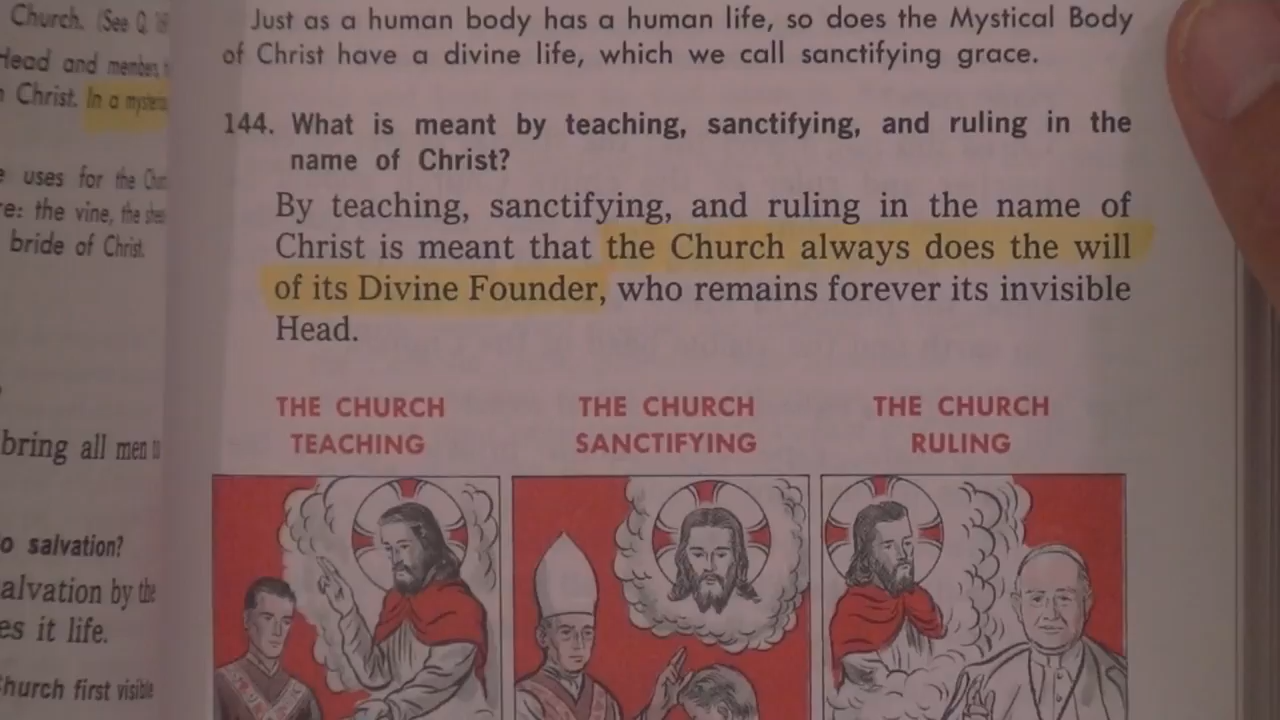 Church. (See Q.
Head and members
Christ. In a
uses for the
re: the vine, the
bride of Christ.
bring all men
o salvation?
alvation by the
es it life.
Church first visible
Just as a human body has a human life, so does the Mystical Body
of Christ have a divine life, which we call sanctifying grace.
144. What is meant by teaching, sanctifying, and ruling in the
name of Christ?
By teaching, sanctifying, and ruling in the name of
Christ is meant that the Church always does the will
of its Divine Founder, who remains forever its invisible
Head.
THE CHURCH
TEACHING
THE CHURCH
SANCTIFYING
THE CHURCH
RULING